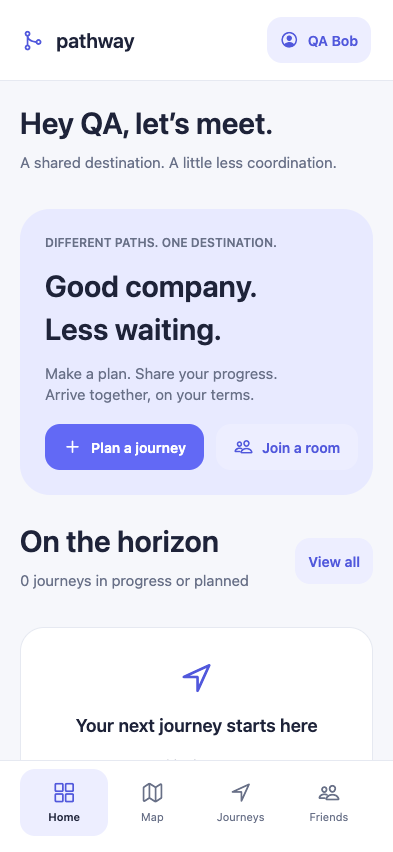 pathway
QA Bob
Hey QA, let’s meet.
A shared destination. A little less coordination.
DIFFERENT PATHS. ONE DESTINATION.
Good company.
Less waiting.
Make a plan. Share your progress.
Arrive together, on your terms.
Plan a journey
Join a room
On the horizon
0 journeys in progress or planned
View all
Your next journey starts here
Home
Map
Journeys
Friends